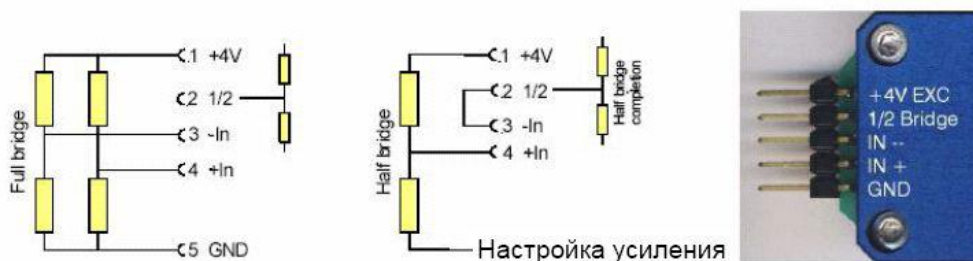 Full bridge
1 +4V
2 1/2
3 -In
4 +In
5 GND
Half bridge
1 +4V
2 1/2
3 -In
4 +In
Half bridge
completion
Настройка усиления
+4V EXC
1/2 Bridge
IN --
IN +
GND